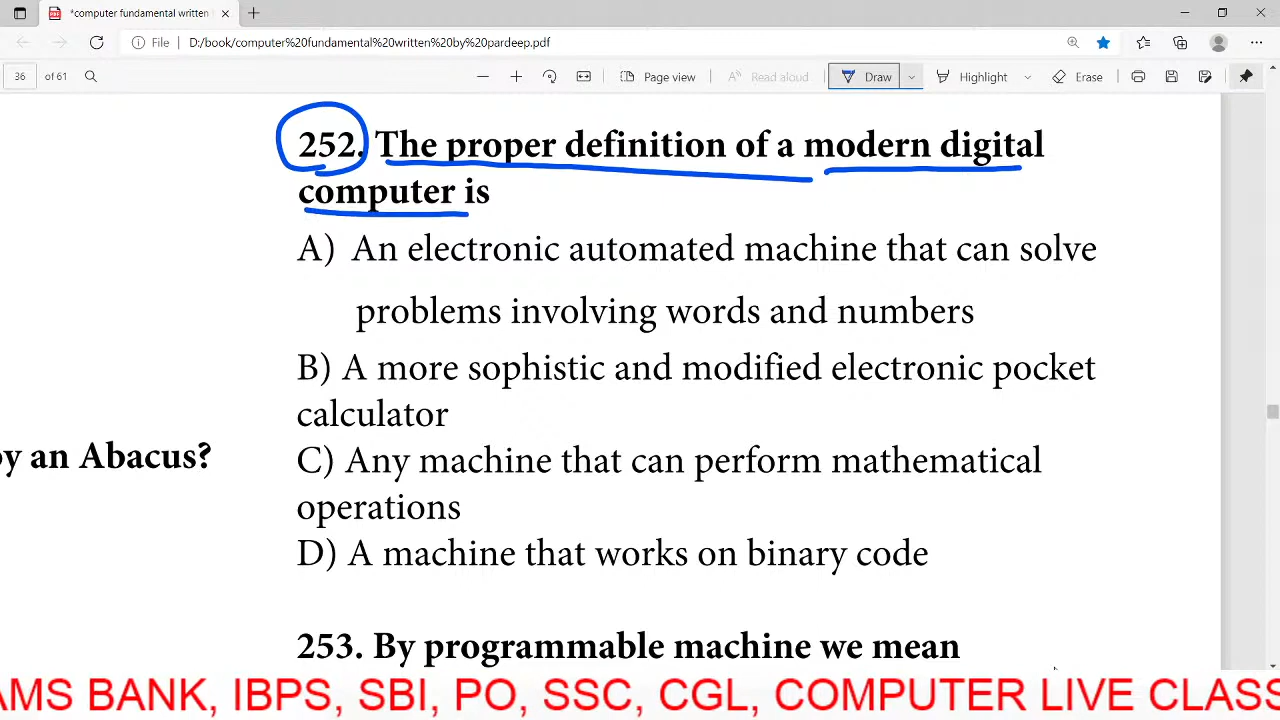 *computer fundamental written
File
D:/book/computer%20fundamental%20written%20by%20pardeep.pdf
36 of 61
Page view
Read aloud
Draw
Highlight
Erase
252. The proper definition of a modern digital
computer is
A) An electronic automated machine that can solve
problems involving words and numbers
B) A more sophistic and modified electronic pocket
calculator
by an Abacus?
C) Any machine that can perform mathematical
operations
D) A machine that works on binary code
253. By programmable machine we mean
AMS BANK, IBPS, SBI, PO, SSC, CGL, COMPUTER LIVE CLASS